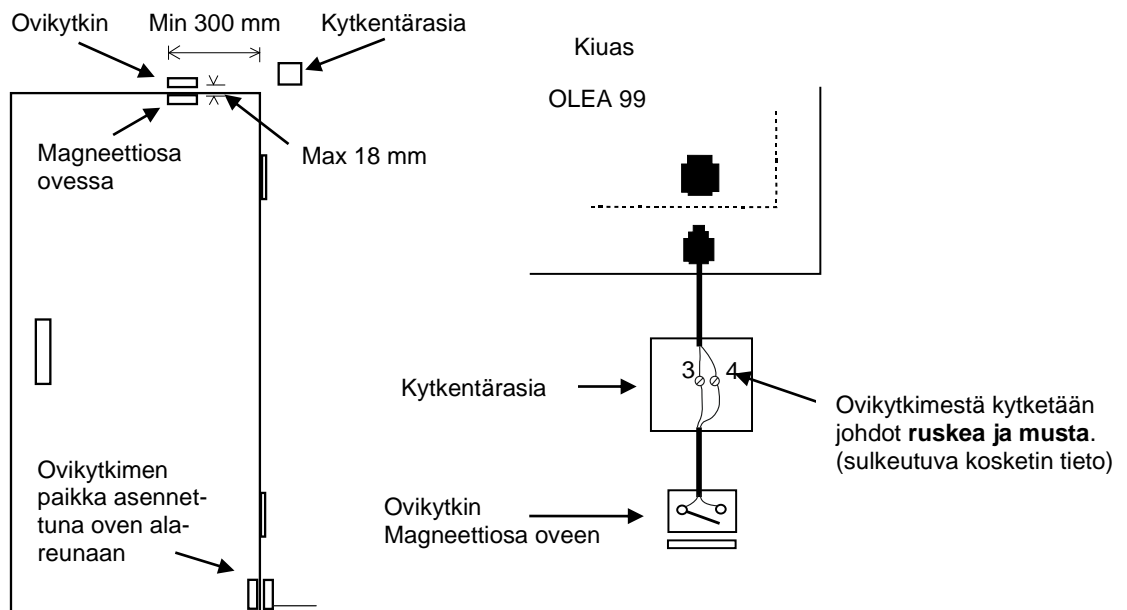 Ovikytkin
Min 300 mm
Kytkentärasia
Magneettiosa
ovessa
Max 18 mm
Ovikytkimen
paikka asennet-
tuna oven ala-
reunaan
Kiuas
OLEA 99
Kytkentärasia
3 4
Ovikytkimestä kytketään
johdot ruskea ja musta.
(sulkeutuva kosketin tieto)
Ovikytkin
Magneettiosa oveen